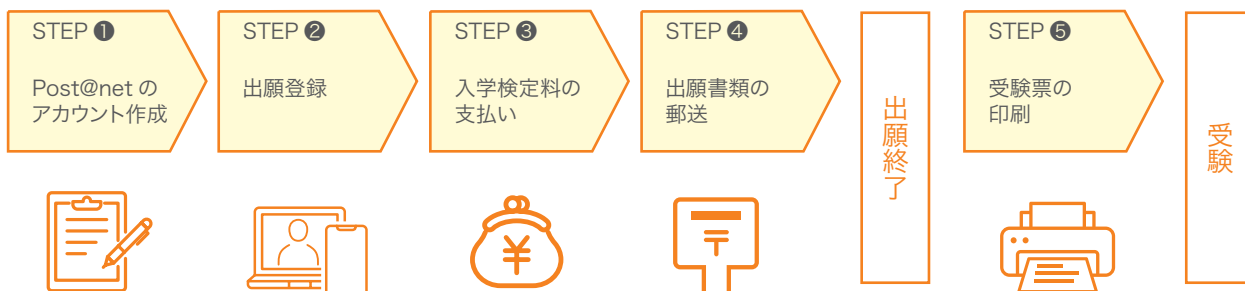 STEP ❶
Post@net の
アカウント作成
STEP ❷
出願登録
STEP ❸
入学検定料の
支払い
STEP ❹
出願書類の
郵送
出願終了
STEP ❺
受験票の
印刷
受験
¥
〒